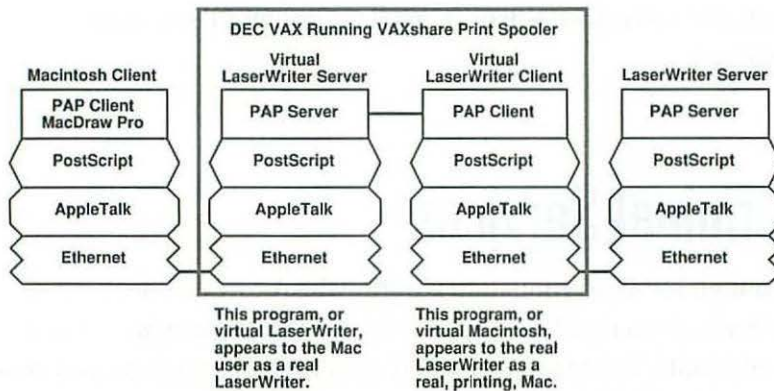 DEC VAX Running VAXshare Print Spooler
Macintosh Client
Virtual
LaserWriter Server
Virtual
LaserWriter Client
LaserWriter Server
PAP Client
MacDraw Pro
PAP Server
PAP Client
PAP Server
PostScript
PostScript
PostScript
PostScript
AppleTalk
AppleTalk
AppleTalk
AppleTalk
Ethernet
Ethernet
Ethernet
Ethernet
This program, or
virtual LaserWriter,
appears to the Mac
user as a real
LaserWriter.
This program, or
virtual Macintosh,
appears to the real
LaserWriter as a
real, printing, Mac.